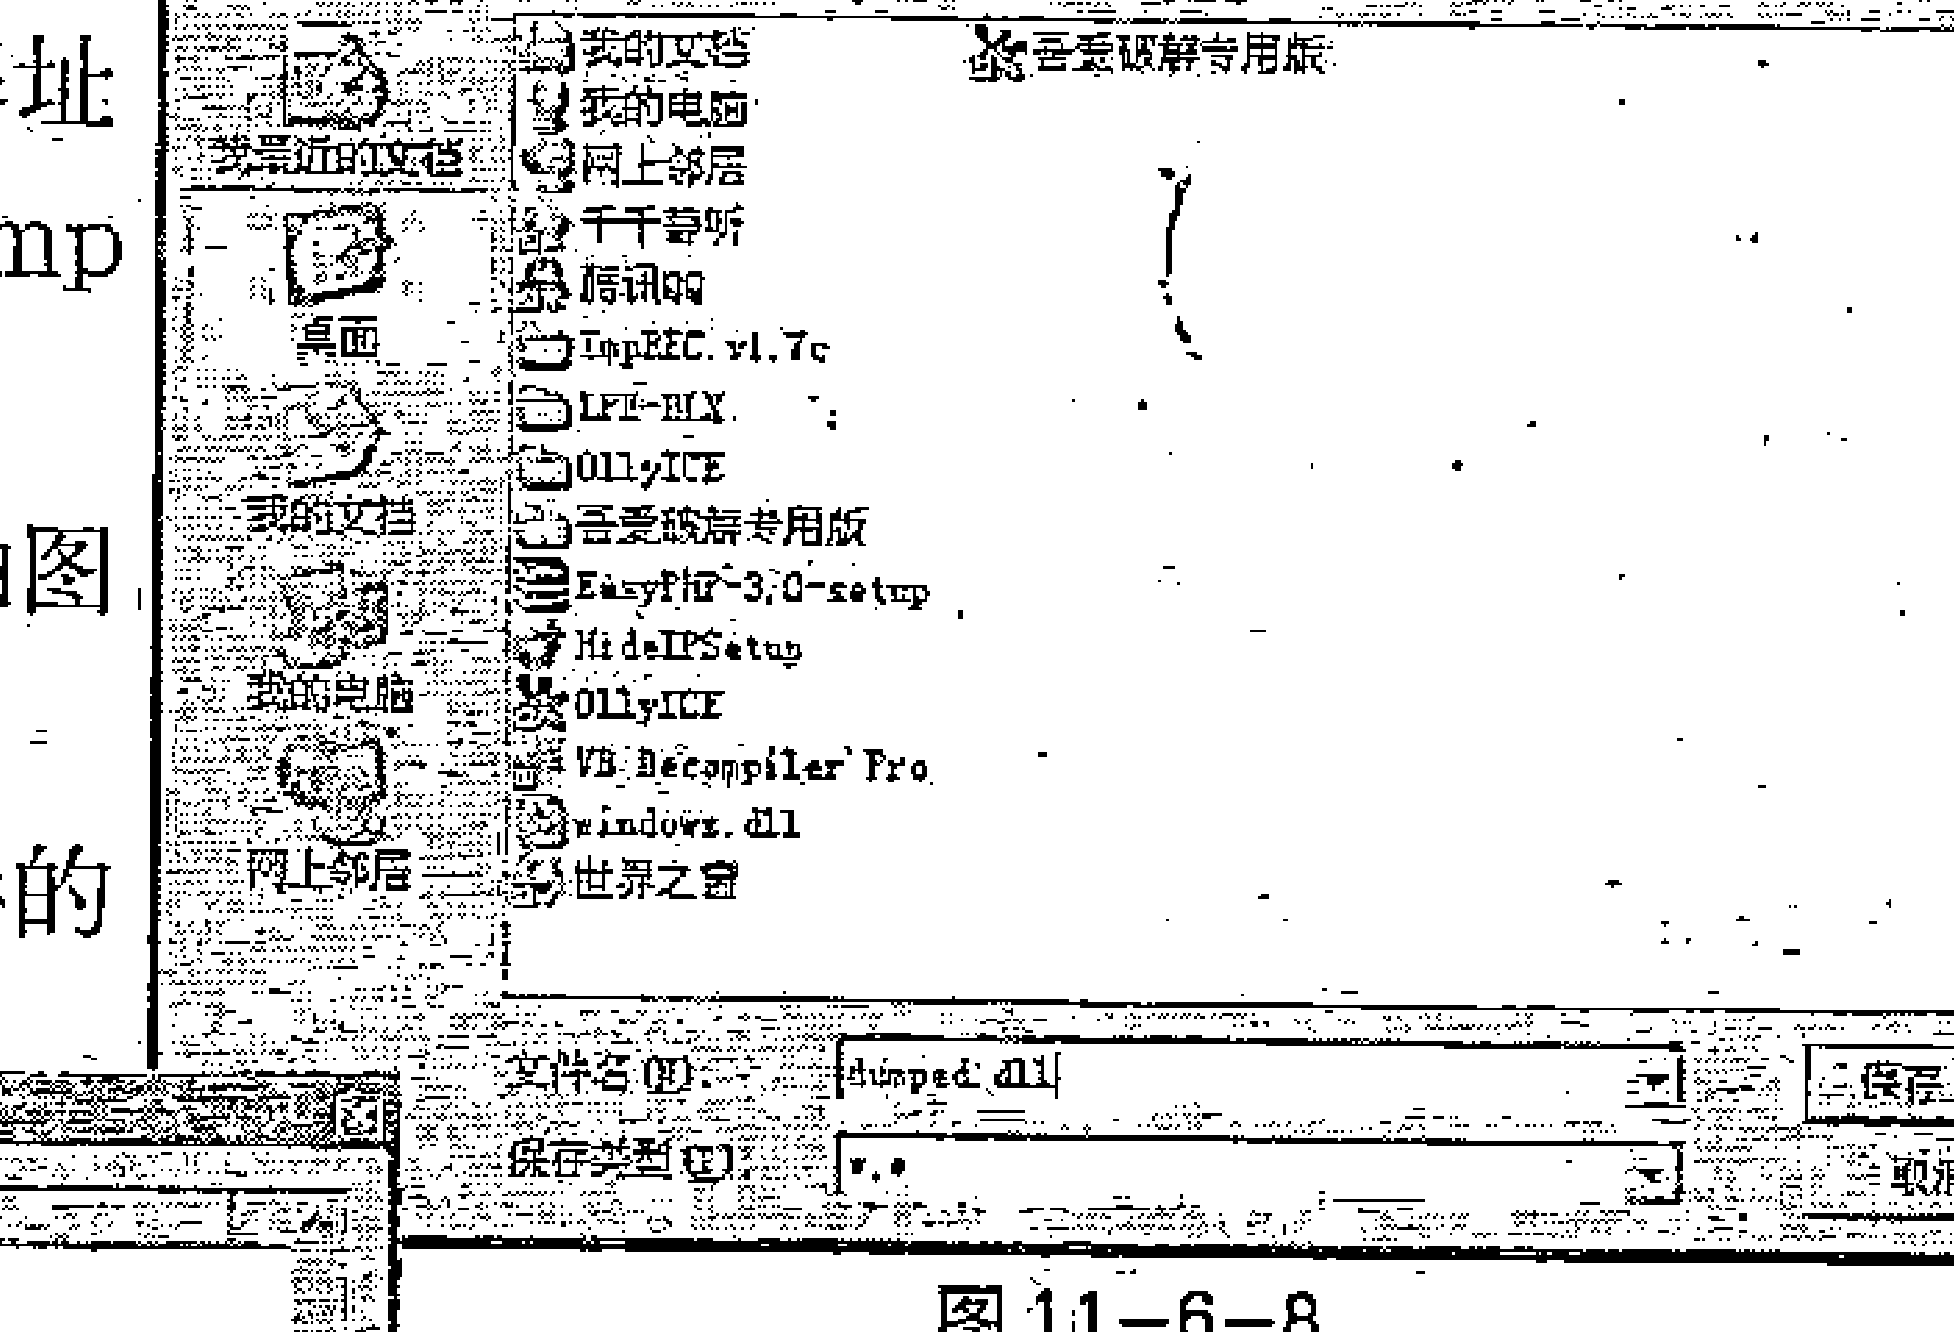 址
mp
图
的
我最近的文档
桌面
我的文档
我的电脑
网上邻居
我的文档
我的电脑
网上邻居
千千静听
腾讯QQ
ImpREC.v1.7c
OllyICE
吾爱破解专用版
EasyPHP-3.0-setup
HideIPSetup
OllyICE
VB Decompiler Pro
windows.dll
世界之窗
吾爱破解专用版
文件名(N):
dumped.dll
保存
保存类型(T):
*.*
取消
图 11-6-8